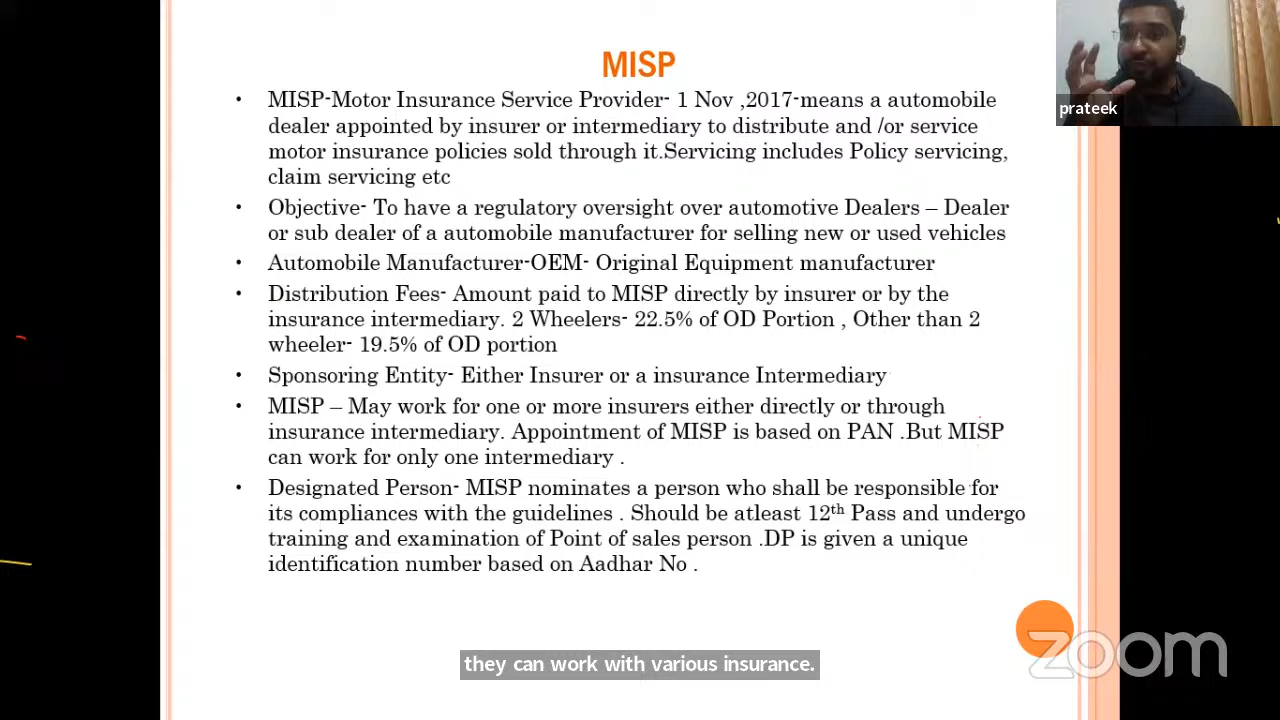 MISP
prateek
• MISP-Motor Insurance Service Provider- 1 Nov ,2017-means a automobile
dealer appointed by insurer or intermediary to distribute and /or service
motor insurance policies sold through it.Servicing includes Policy servicing,
claim servicing etc
• Objective- To have a regulatory oversight over automotive Dealers – Dealer
or sub dealer of a automobile manufacturer for selling new or used vehicles
• Automobile Manufacturer-OEM- Original Equipment manufacturer
• Distribution Fees- Amount paid to MISP directly by insurer or by the
insurance intermediary. 2 Wheelers- 22.5% of OD Portion , Other than 2
wheeler- 19.5% of OD portion
• Sponsoring Entity- Either Insurer or a insurance Intermediary
• MISP – May work for one or more insurers either directly or through
insurance intermediary. Appointment of MISP is based on PAN .But MISP
can work for only one intermediary .
• Designated Person- MISP nominates a person who shall be responsible for
its compliances with the guidelines . Should be atleast 12th Pass and undergo
training and examination of Point of sales person .DP is given a unique
identification number based on Aadhar No .
zoom
they can work with various insurance.